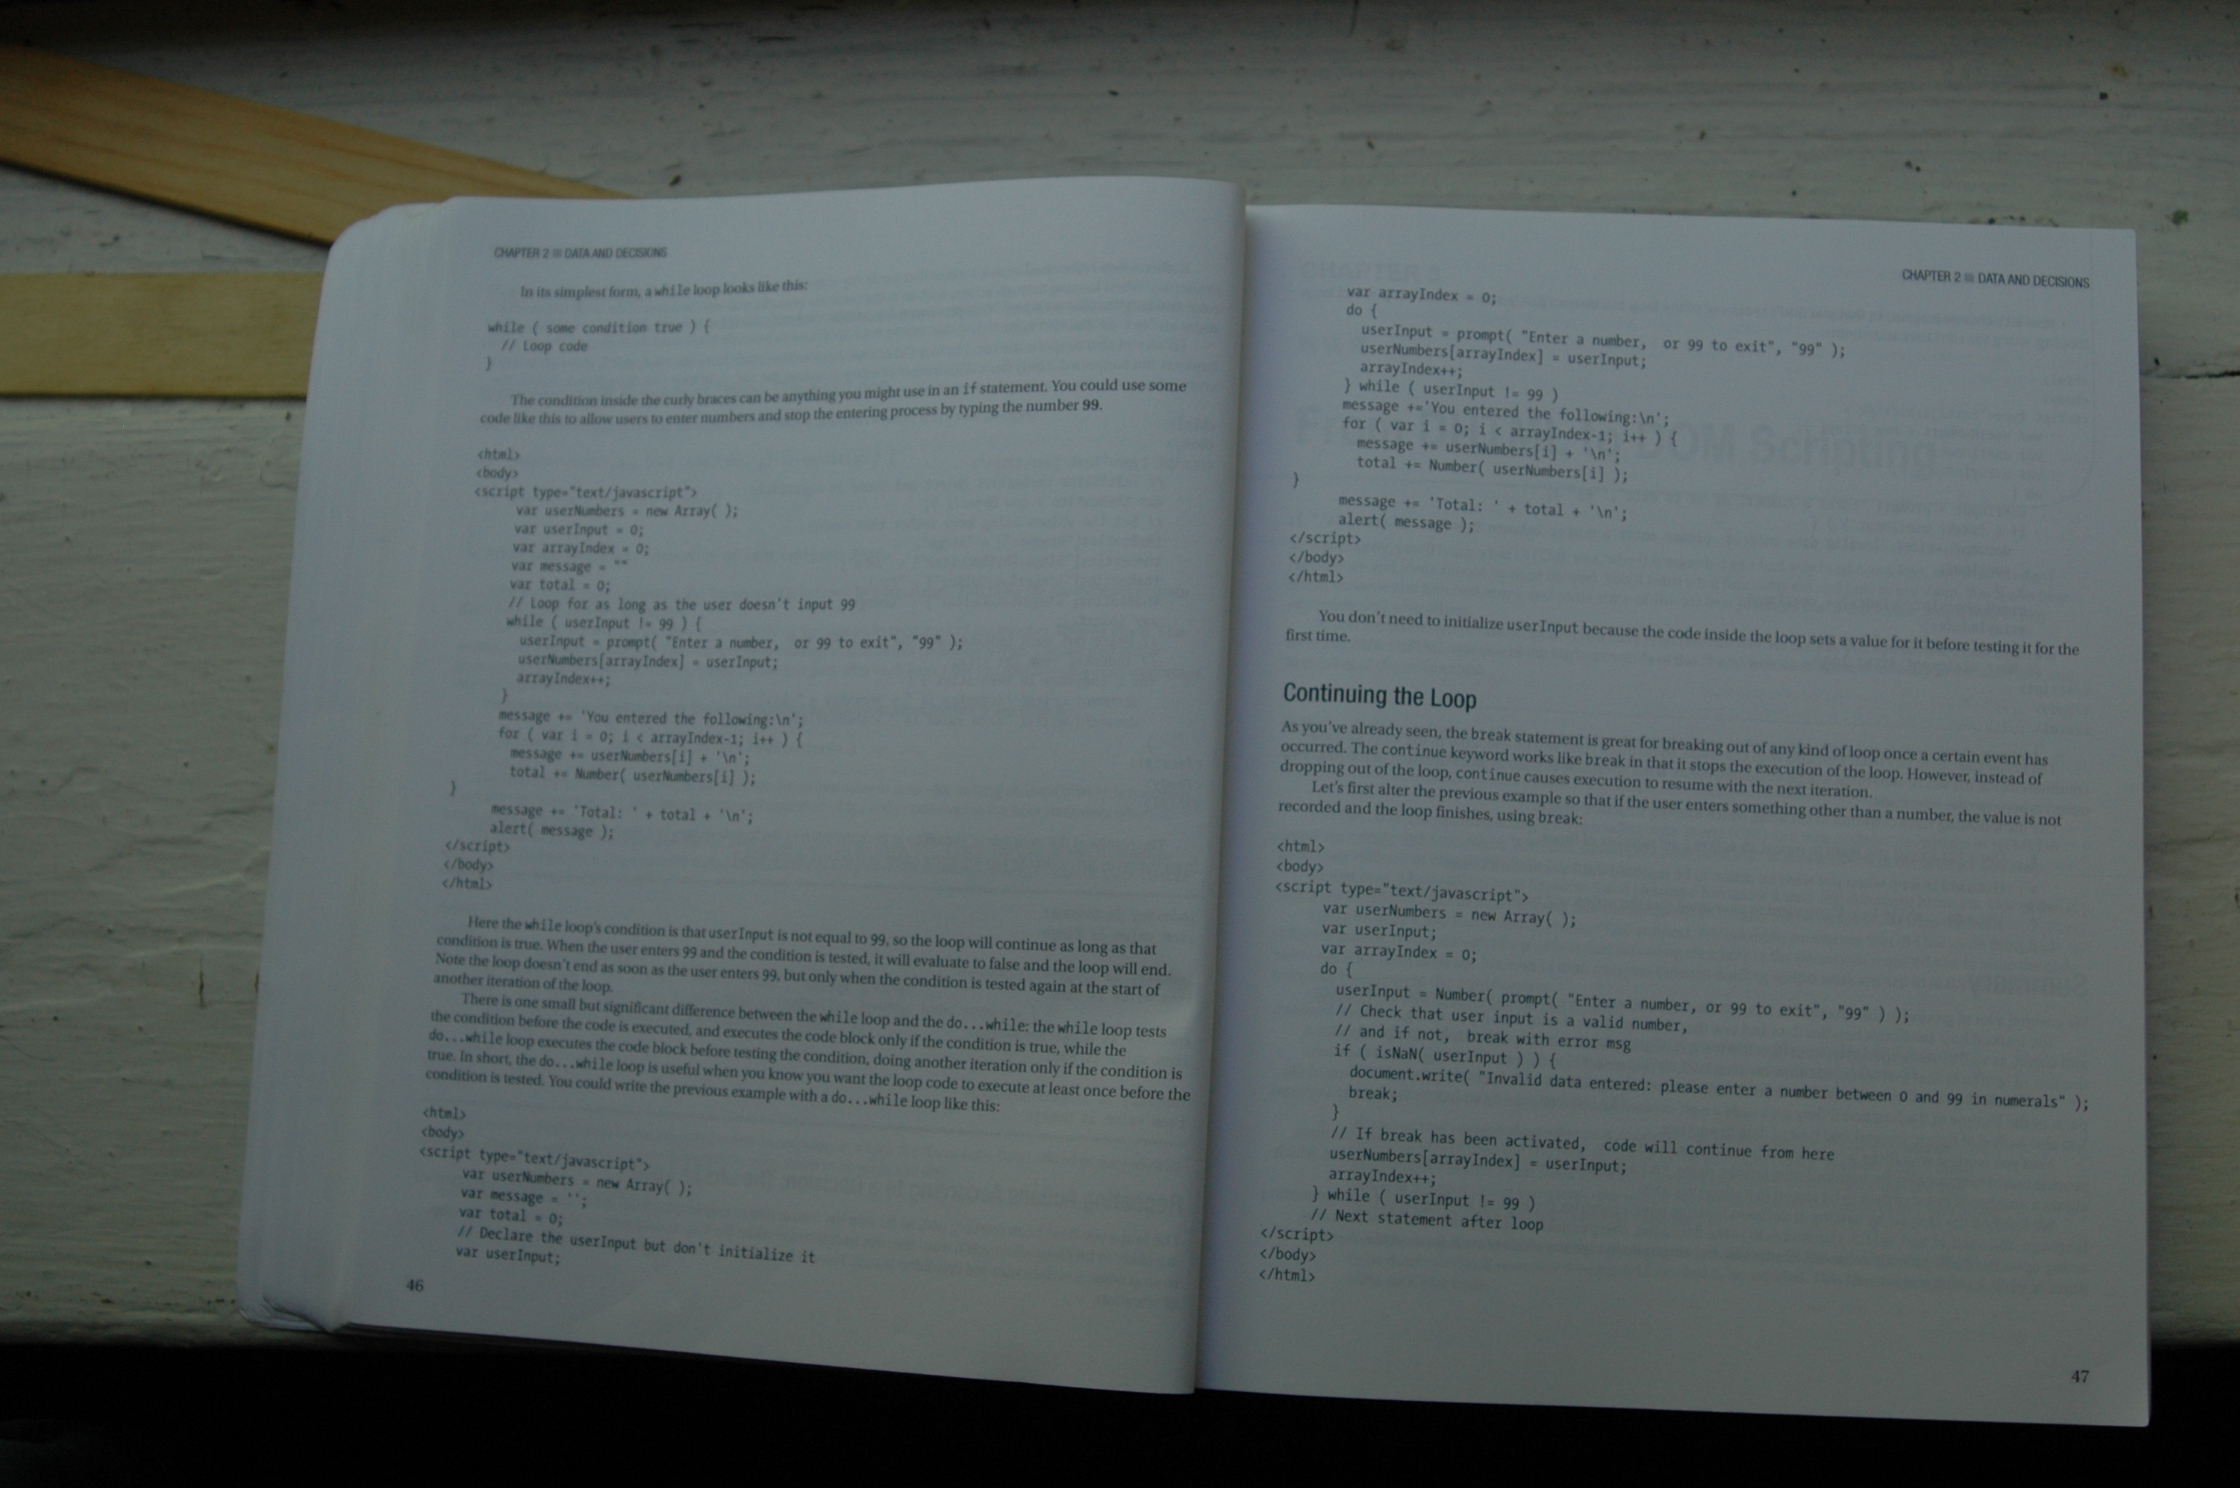 CHAPTER 2 ■ DATA AND DECISIONS
In its simplest form, a while loop looks like this:
while ( some condition true ) {
// Loop code
}
The condition inside the curly braces can be anything you might use in an if statement. You could use some
code like this to allow users to enter numbers and stop the entering process by typing the number 99.
<html>
<body>
<script type="text/javascript">
var userNumbers = new Array( );
var userInput = 0;
var arrayIndex = 0;
var message = ""
var total = 0;
// Loop for as long as the user doesn't input 99
while ( userInput != 99 ) {
userInput = prompt( "Enter a number, or 99 to exit", "99" );
userNumbers[arrayIndex] = userInput;
arrayIndex++;
}
message += 'You entered the following:\n';
for ( var i = 0; i < arrayIndex-1; i++ ) {
message += userNumbers[i] + '\n';
total += Number( userNumbers[i] );
}
message += 'Total: ' + total + '\n';
alert( message );
</script>
</body>
</html>
Here the while loop's condition is that userInput is not equal to 99, so the loop will continue as long as that
condition is true. When the user enters 99 and the condition is tested, it will evaluate to false and the loop will end.
Note the loop doesn't end as soon as the user enters 99, but only when the condition is tested again at the start of
another iteration of the loop.
There is one small but significant difference between the while loop and the do...while: the while loop tests
the condition before the code is executed, and executes the code block only if the condition is true, while the
do...while loop executes the code block before testing the condition, doing another iteration only if the condition is
true. In short, the do...while loop is useful when you know you want the loop code to execute at least once before the
condition is tested. You could write the previous example with a do...while loop like this:
<html>
<body>
<script type="text/javascript">
var userNumbers = new Array( );
var message = '';
var total = 0;
// Declare the userInput but don't initialize it
var userInput;
46
CHAPTER 2 ■ DATA AND DECISIONS
var arrayIndex = 0;
do {
userInput = prompt( "Enter a number, or 99 to exit", "99" );
userNumbers[arrayIndex] = userInput;
arrayIndex++;
} while ( userInput != 99 )
message +='You entered the following:\n';
for ( var i = 0; i < arrayIndex-1; i++ ) {
message += userNumbers[i] + '\n';
total += Number( userNumbers[i] );
}
message += 'Total: ' + total + '\n';
alert( message );
</script>
</body>
</html>
You don't need to initialize userInput because the code inside the loop sets a value for it before testing it for the
first time.
Continuing the Loop
As you've already seen, the break statement is great for breaking out of any kind of loop once a certain event has
occurred. The continue keyword works like break in that it stops the execution of the loop. However, instead of
dropping out of the loop, continue causes execution to resume with the next iteration.
Let's first alter the previous example so that if the user enters something other than a number, the value is not
recorded and the loop finishes, using break:
<html>
<body>
<script type="text/javascript">
var userNumbers = new Array( );
var userInput;
var arrayIndex = 0;
do {
userInput = Number( prompt( "Enter a number, or 99 to exit", "99" ) );
// Check that user input is a valid number,
// and if not, break with error msg
if ( isNaN( userInput ) ) {
document.write( "Invalid data entered: please enter a number between 0 and 99 in numerals" );
break;
}
// If break has been activated, code will continue from here
userNumbers[arrayIndex] = userInput;
arrayIndex++;
} while ( userInput != 99 )
// Next statement after loop
</script>
</body>
</html>
47